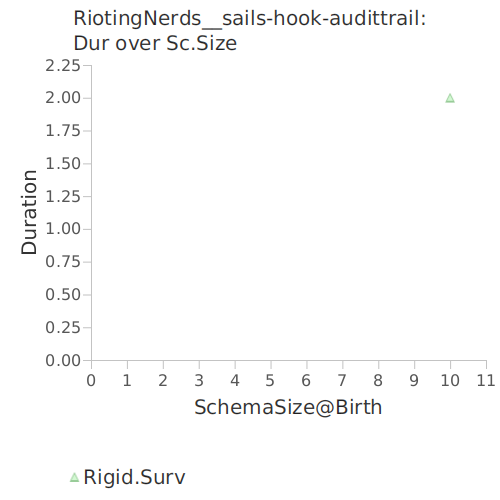 RiotingNerds__sails-hook-audittrail:
Dur over Sc.Size
2.25
2.00
1.75
1.50
1.25
1.00
0.75
0.50
0.25
0.00
Duration
0 1 2 3 4 5 6 7 8 9 10 11
SchemaSize@Birth
Rigid.Surv